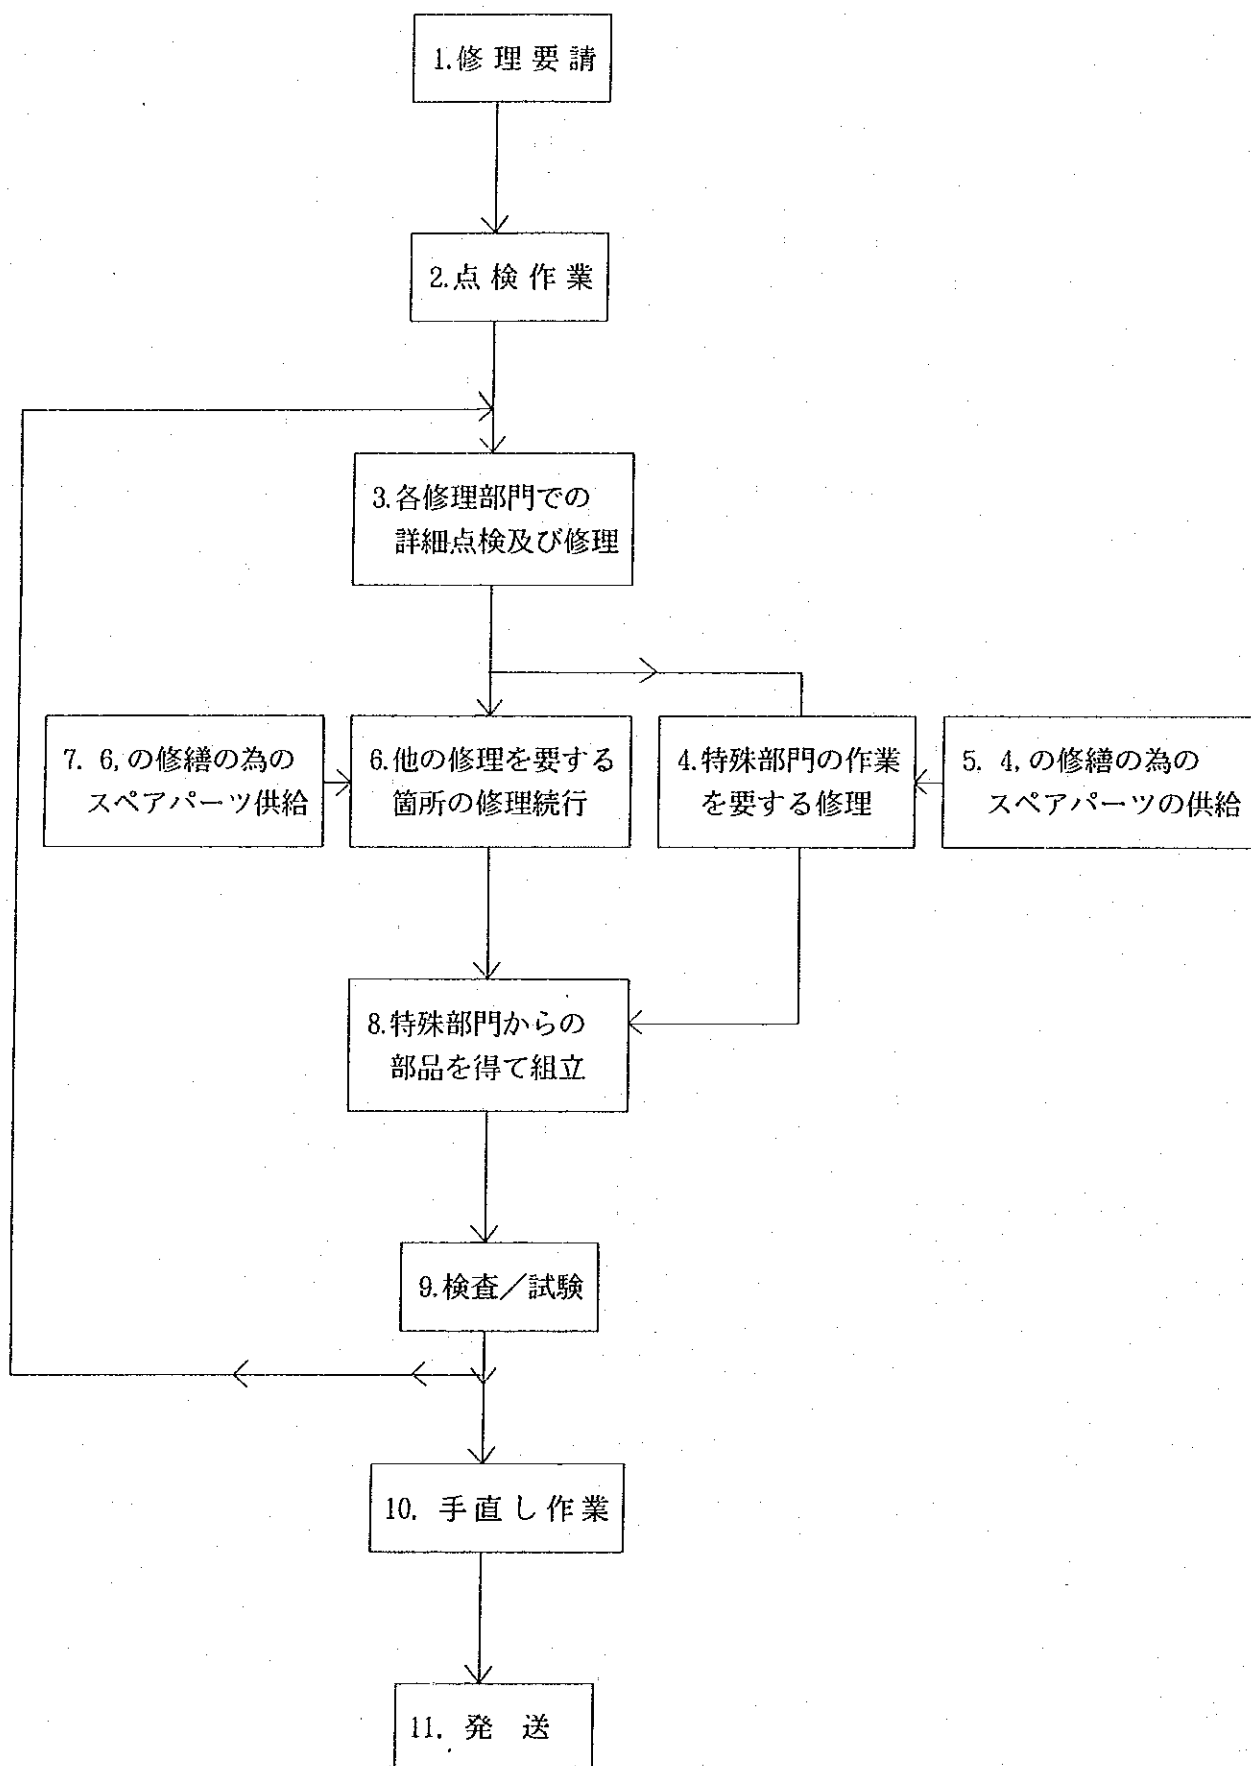 1.修理要請
2.点検作業
3.各修理部門での
詳細点検及び修理
7. 6,の修繕の為の
スペアパーツ供給
6.他の修理を要する
箇所の修理続行
4.特殊部門の作業
を要する修理
5. 4,の修繕の為の
スペアパーツの供給
8.特殊部門からの
部品を得て組立
9.検査／試験
10. 手直し作業
11. 発 送